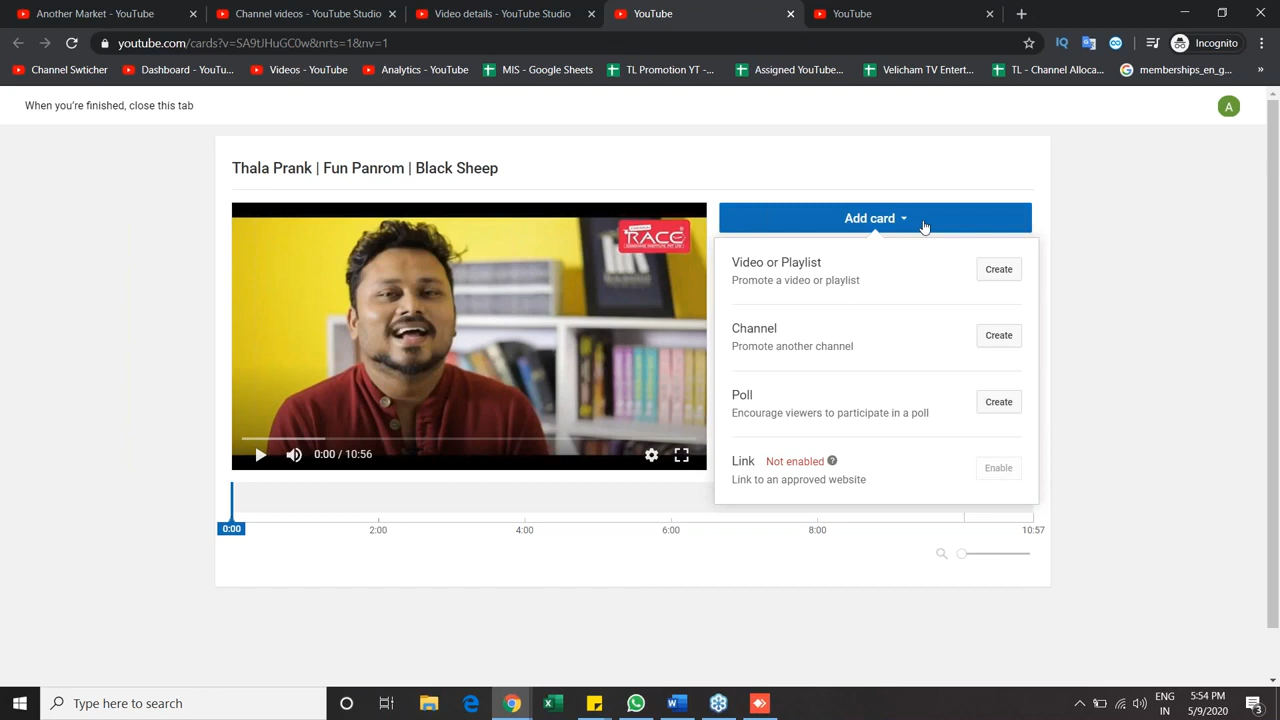 Another Market - YouTube
Channel videos - YouTube Studio
Video details - YouTube Studio
YouTube
YouTube
youtube.com/cards?v=SA9tJHuGC0w&nrts=1&nv=1
Incognito
Channel Swticher
Dashboard - YouTu...
Videos - YouTube
Analytics - YouTube
MIS - Google Sheets
TL Promotion YT -...
Assigned YouTube...
Velicham TV Entert...
TL - Channel Alloca...
memberships_en_g...
When you're finished, close this tab
A
Thala Prank | Fun Panrom | Black Sheep
RACE
Add card
Video or Playlist
Promote a video or playlist
Create
Channel
Promote another channel
Create
Poll
Encourage viewers to participate in a poll
Create
Link Not enabled
Link to an approved website
Enable
0:00 / 10:56
0:00 2:00 4:00 6:00 8:00 10:57
Type here to search
ENG
IN
5:54 PM
5/9/2020
3